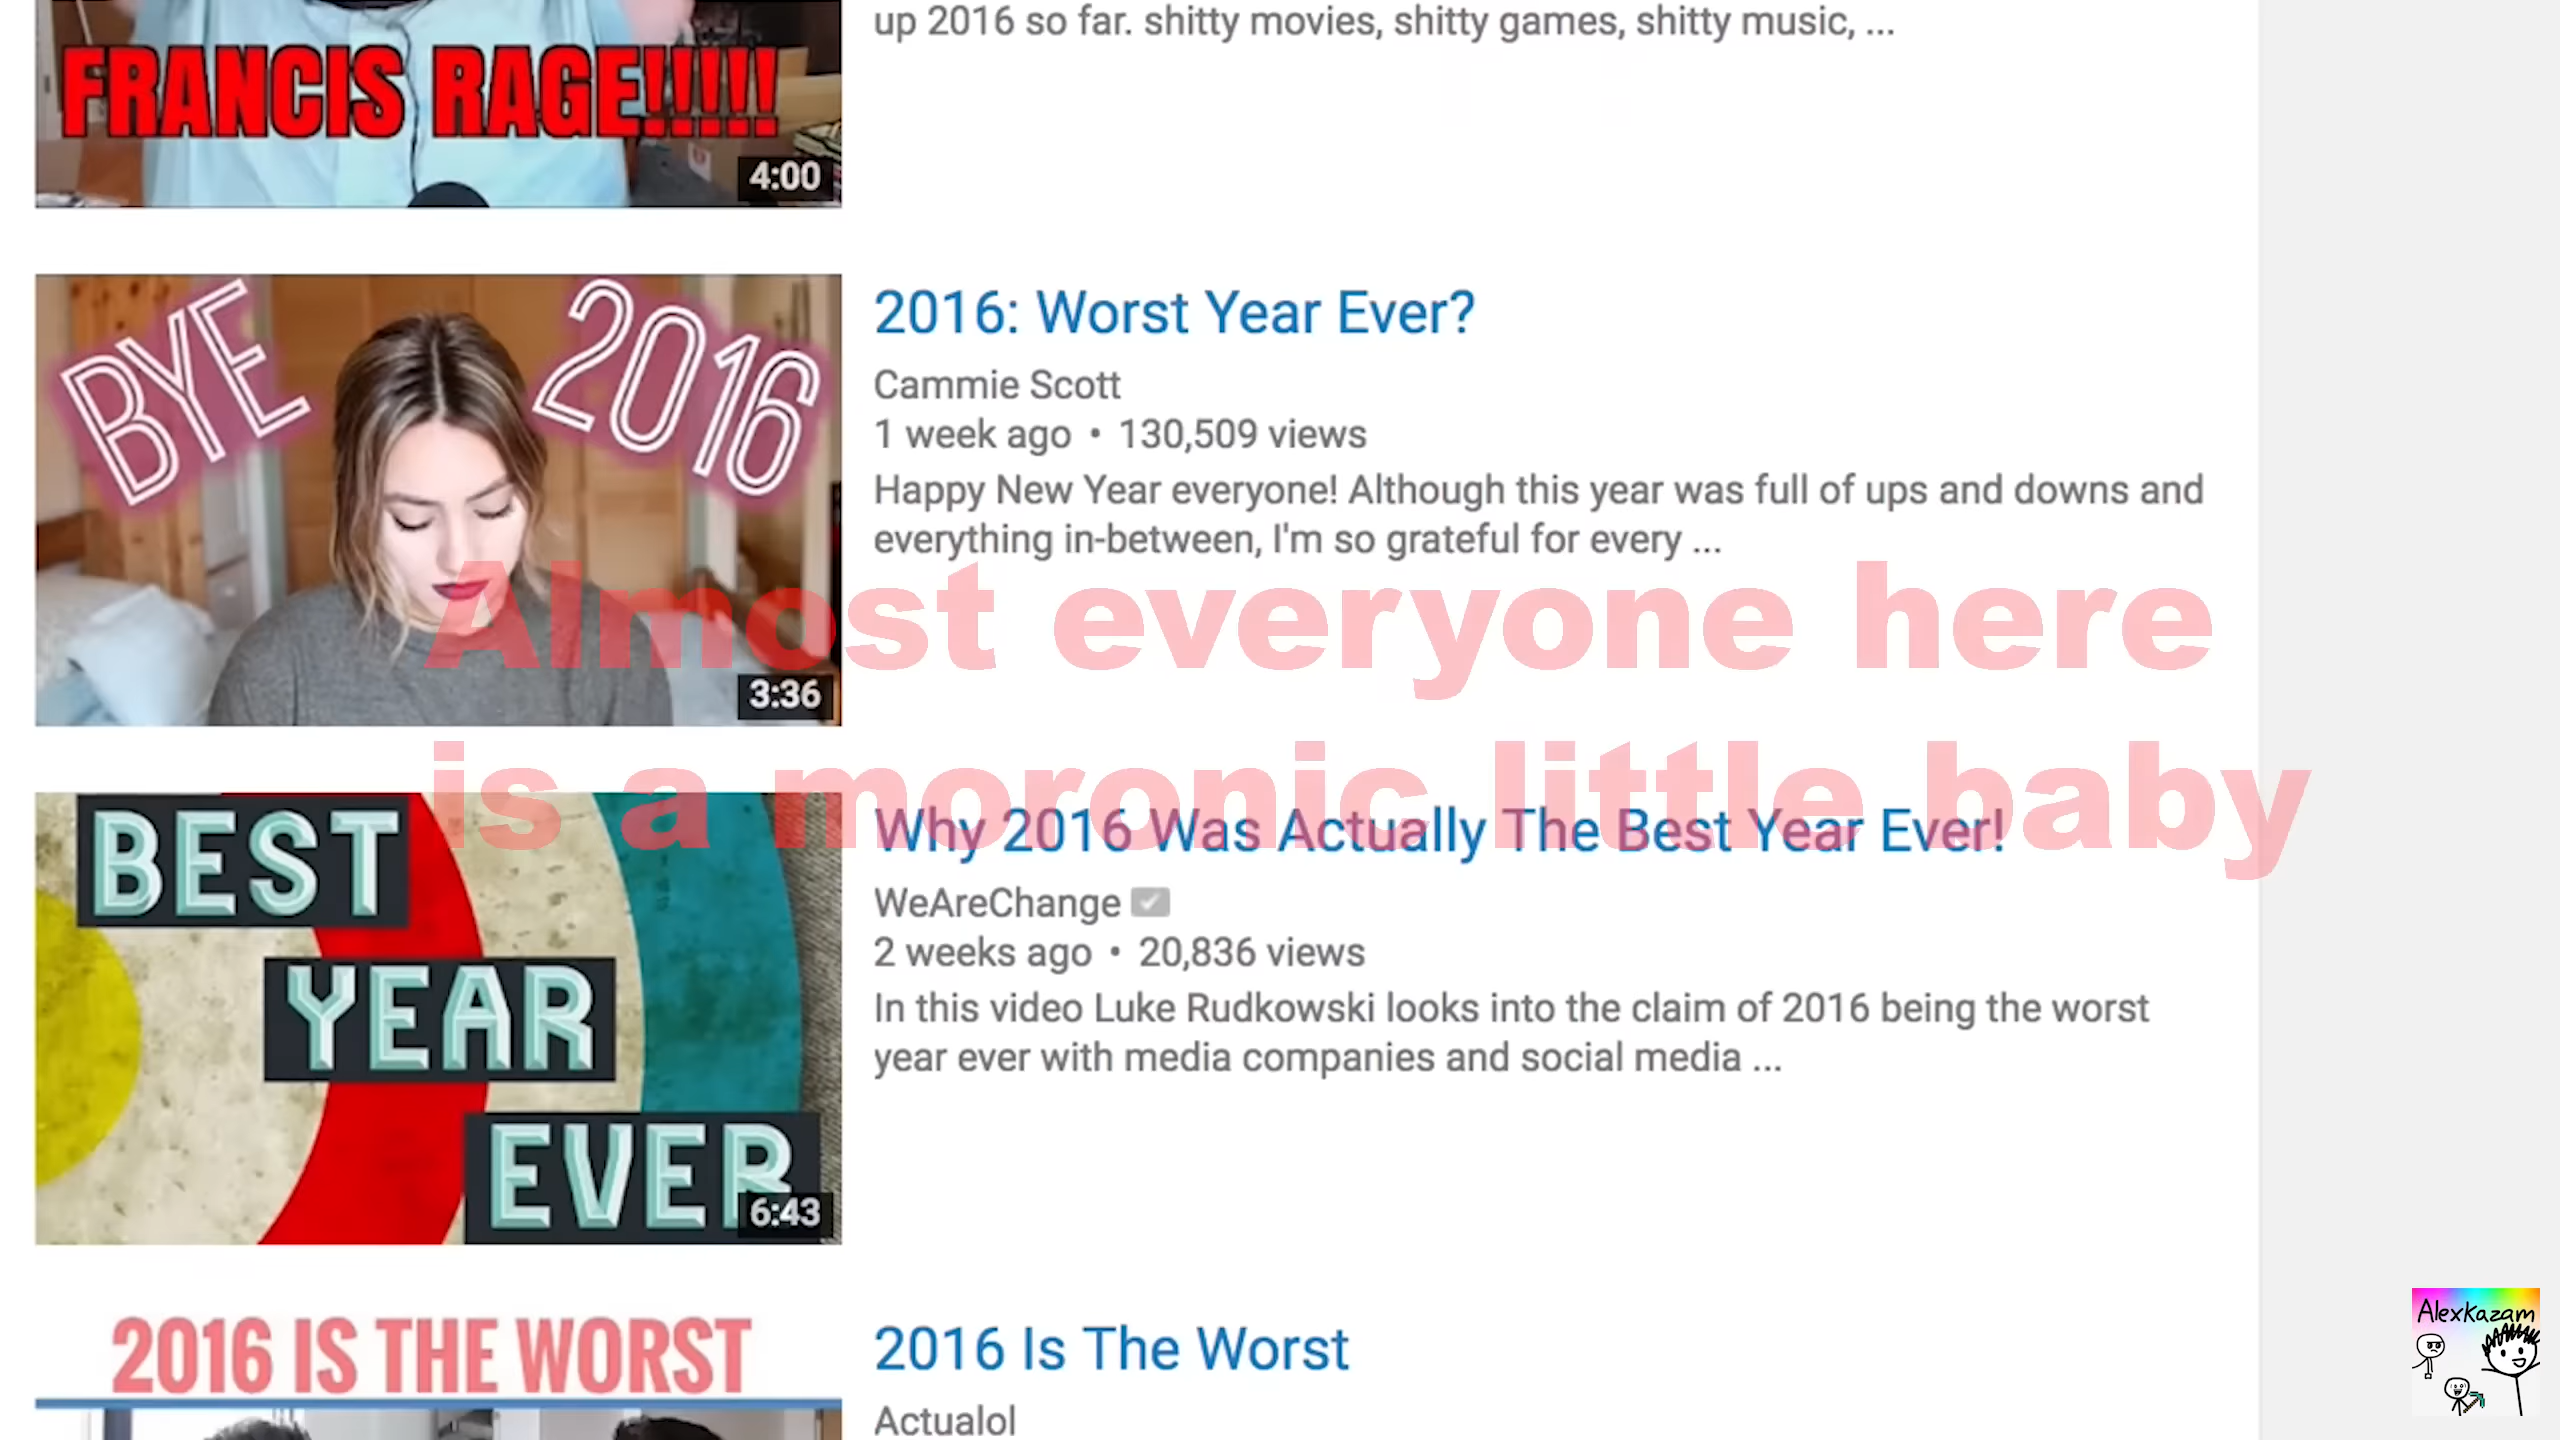 up 2016 so far. shitty movies, shitty games, shitty music, ...
FRANCIS RAGE!!!!!
4:00
BYE 2016
3:36
2016: Worst Year Ever?
Cammie Scott
1 week ago • 130,509 views
Happy New Year everyone! Although this year was full of ups and downs and
everything in-between, I'm so grateful for every ...
Almost everyone here
is a moronic little baby
BEST
YEAR
EVER
6:43
Why 2016 Was Actually The Best Year Ever!
WeAreChange
2 weeks ago • 20,836 views
In this video Luke Rudkowski looks into the claim of 2016 being the worst
year ever with media companies and social media ...
2016 IS THE WORST
2016 Is The Worst
Actualol
AlexKazam